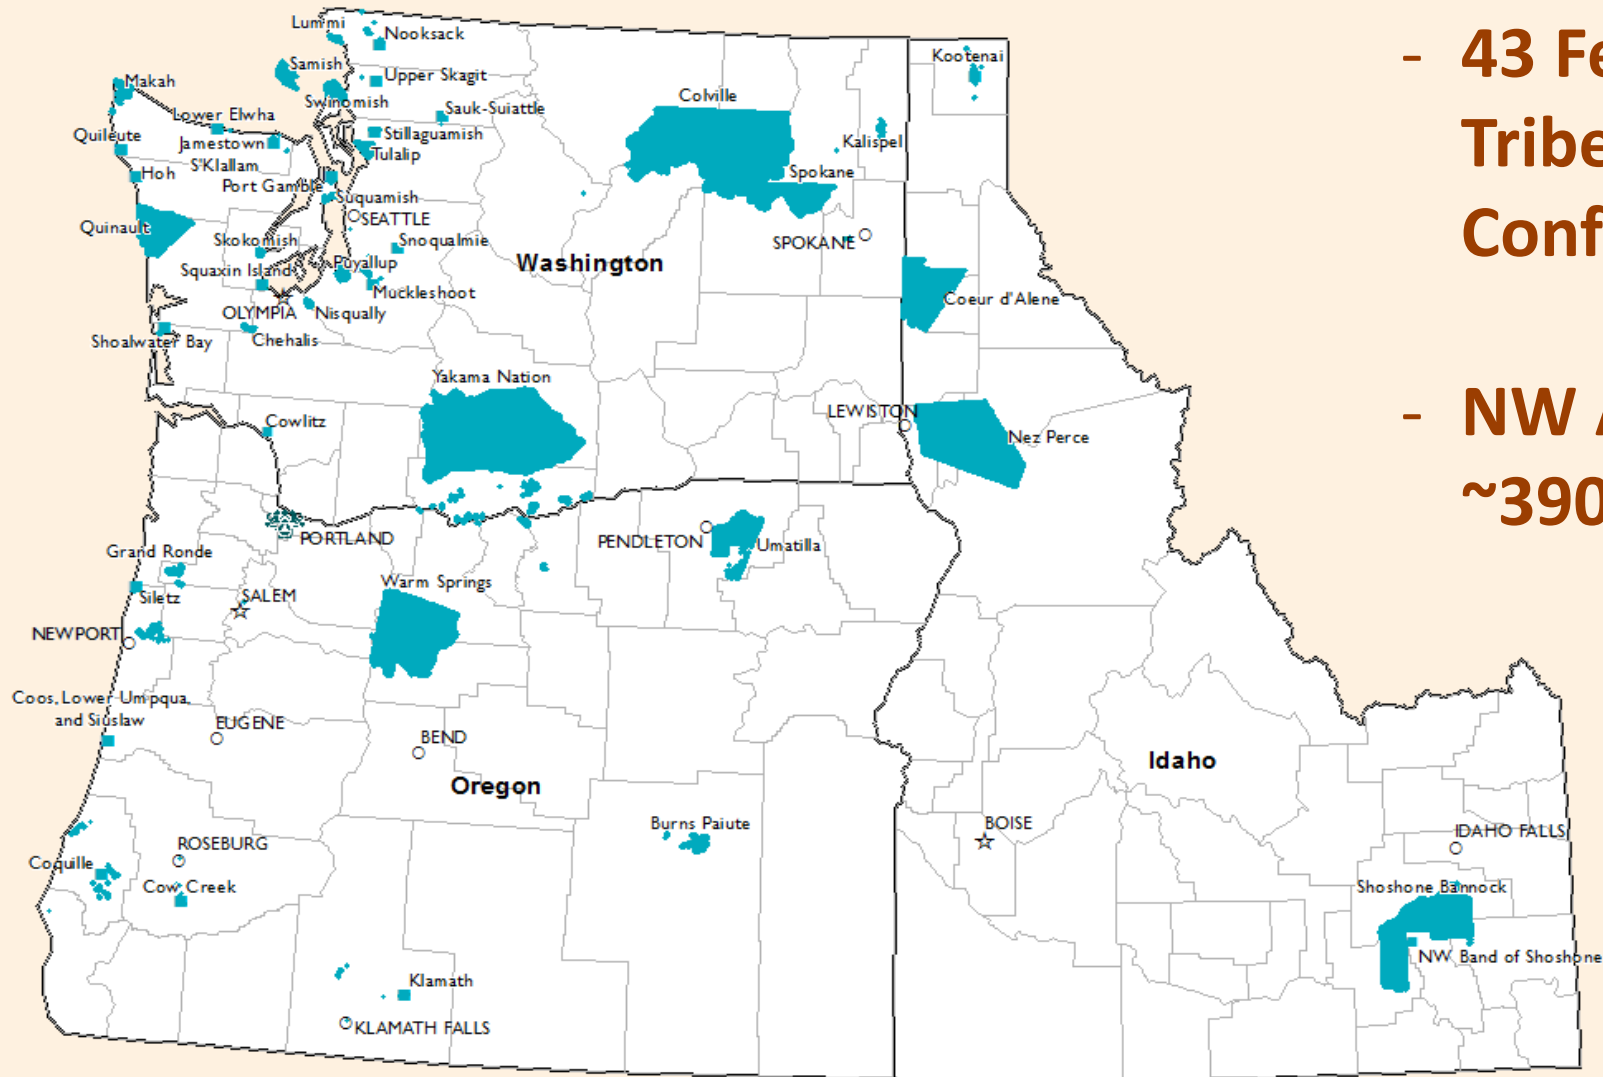 Lummi
Nooksack
Samish
Upper Skagit
Makah
Swinomish
Sauk-Suiattle
Lower Elwha
Quileute
Jamestown
S'Klallam
Stillaguamish
Tulalip
Hoh
Port Gamble
Suquamish
SEATTLE
Quinault
Skokomish
Snoqualmie
Squaxin Island
Puyallup
Muckleshoot
OLYMPIA
Nisqually
Shoalwater Bay
Chehalis
Washington
Colville
Kootenai
Kalispel
Spokane
SPOKANE
Coeur d'Alene
Yakama Nation
Cowlitz
LEWISTON
Nez Perce
PORTLAND
PENDLETON
Umatilla
Grand Ronde
Siletz
SALEM
Warm Springs
NEWPORT
Coos, Lower Umpqua,
and Siuslaw
EUGENE
BEND
Oregon
Idaho
Burns Paiute
BOISE
IDAHO FALLS
ROSEBURG
Coquille
Cow Creek
Shoshone Bannock
NW Band of Shoshone
Klamath
KLAMATH FALLS
- 43 Fe
Tribe
Conf
- NW A
~390